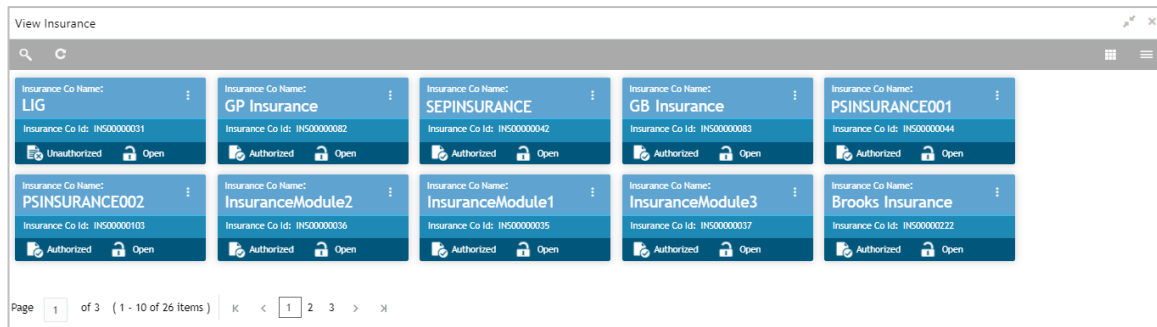 View Insurance
Insurance Co Name:
LIG
Insurance Co Id: INS00000031
Unauthorized Open
Insurance Co Name:
GP Insurance
Insurance Co Id: INS00000082
Authorized Open
Insurance Co Name:
SEPINSURANCE
Insurance Co Id: INS00000042
Authorized Open
Insurance Co Name:
GB Insurance
Insurance Co Id: INS00000083
Authorized Open
Insurance Co Name:
PSINSURANCE001
Insurance Co Id: INS00000044
Authorized Open
Insurance Co Name:
PSINSURANCE002
Insurance Co Id: INS00000103
Authorized Open
Insurance Co Name:
InsuranceModule2
Insurance Co Id: INS00000036
Authorized Open
Insurance Co Name:
InsuranceModule1
Insurance Co Id: INS00000035
Authorized Open
Insurance Co Name:
InsuranceModule3
Insurance Co Id: INS00000037
Authorized Open
Insurance Co Name:
Brooks Insurance
Insurance Co Id: INS00000222
Authorized Open
Page 1 of 3 ( 1 - 10 of 26 items ) 1 2 3